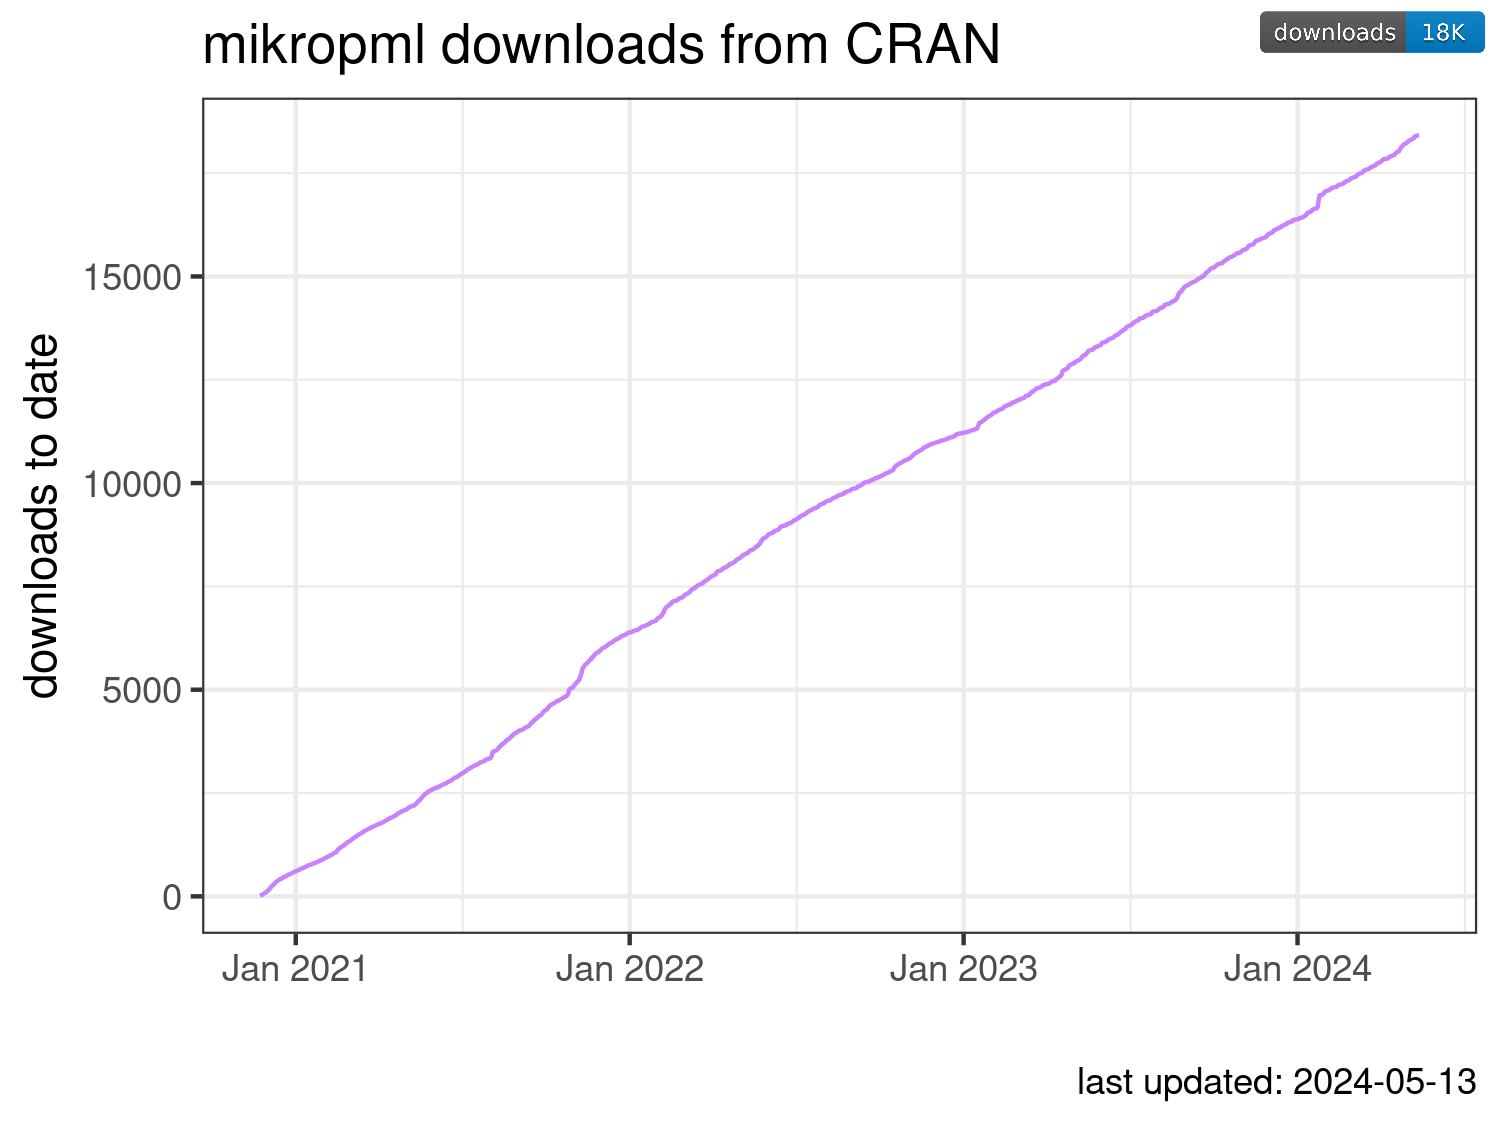 mikropml downloads from CRAN
downloads 18K
downloads to date
15000
10000
5000
0
Jan 2021 Jan 2022 Jan 2023 Jan 2024
last updated: 2024-05-13